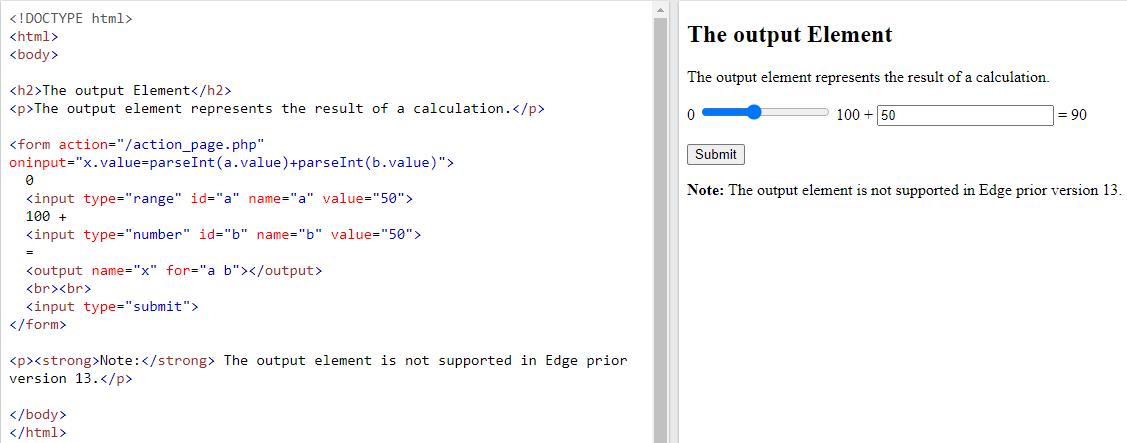 <!DOCTYPE html>
<html>
<body>

<h2>The output Element</h2>
<p>The output element represents the result of a calculation.</p>

<form action="/action_page.php"
oninput="x.value=parseInt(a.value)+parseInt(b.value)">
  0
  <input type="range" id="a" name="a" value="50">
  100 +
  <input type="number" id="b" name="b" value="50">
  =
  <output name="x" for="a b"></output>
  <br><br>
  <input type="submit">
</form>

<p><strong>Note:</strong> The output element is not supported in Edge prior
version 13.</p>

</body>
</html>

The output Element
The output element represents the result of a calculation.
0 100 + 50 = 90
Submit
Note: The output element is not supported in Edge prior version 13.